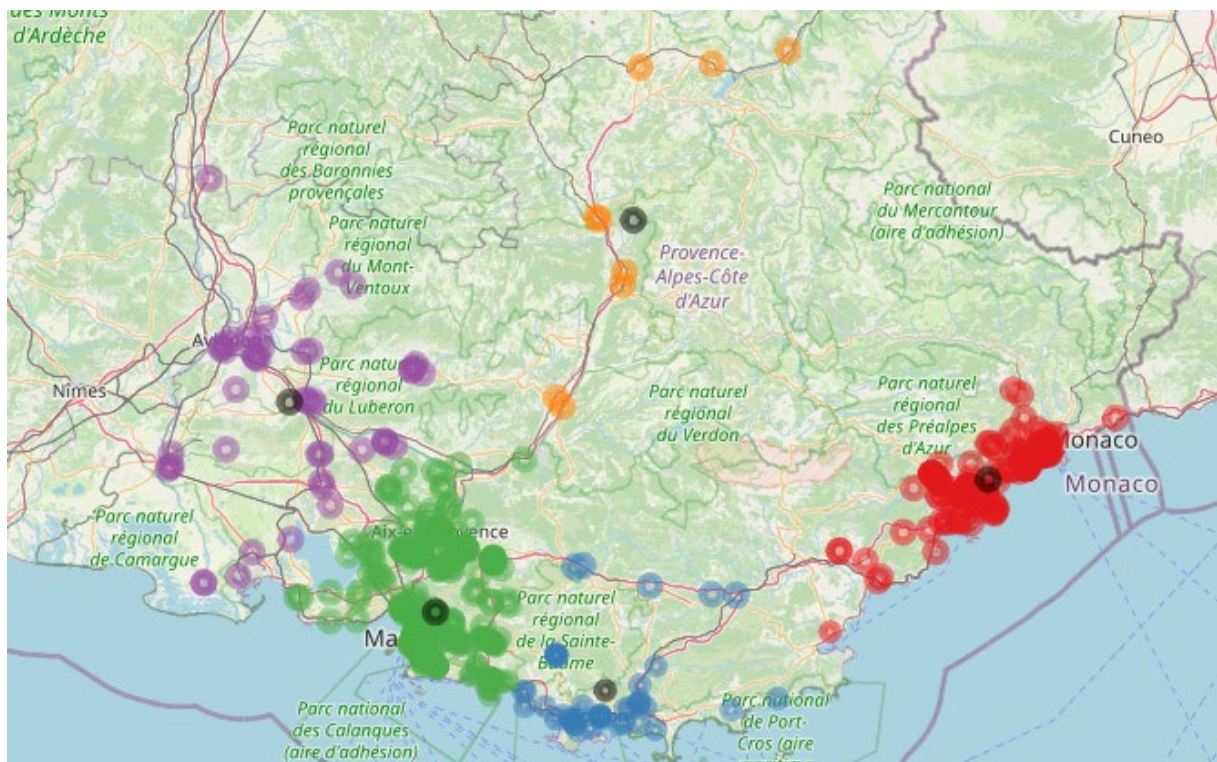 des Monts
d'Ardèche
Cuneo
Parc naturel
régional
des Baronnies
provençales
Parc national
du Mercantour
(aire d'adhésion)
Parc naturel
régional
du Mont-
Ventoux
Provence-
Alpes-Côte
d'Azur
Nîmes
Parc
régional
du Luberon
Parc naturel
régional
du Verdon
Parc naturel
régional
des Préalpes
d'Azur
Monaco
Monaco
Parc naturel
régional
de Camargue
Parc naturel
régional
de la Sainte-
Parc national
des Calanques
(aire d'adhésion)
Parc national
de Port-
Cros (aire